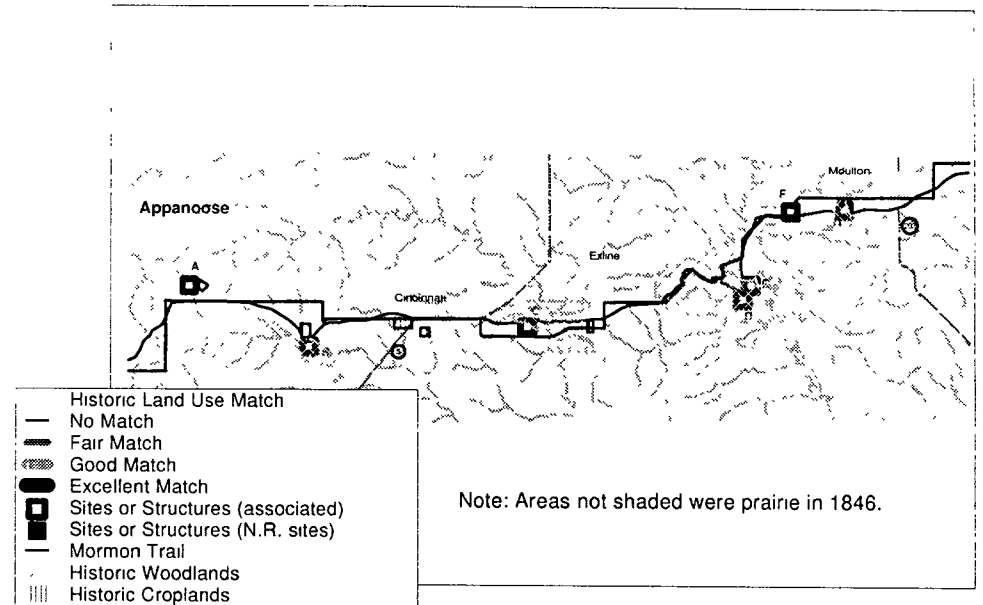 Moulton
F
Appanoose
Exline
A
Cincinnati
Historic Land Use Match
No Match
Fair Match
Good Match
Excellent Match
Sites or Structures (associated)
Sites or Structures (N.R. sites)
Mormon Trail
Historic Woodlands
Historic Croplands
Note: Areas not shaded were prairie in 1846.